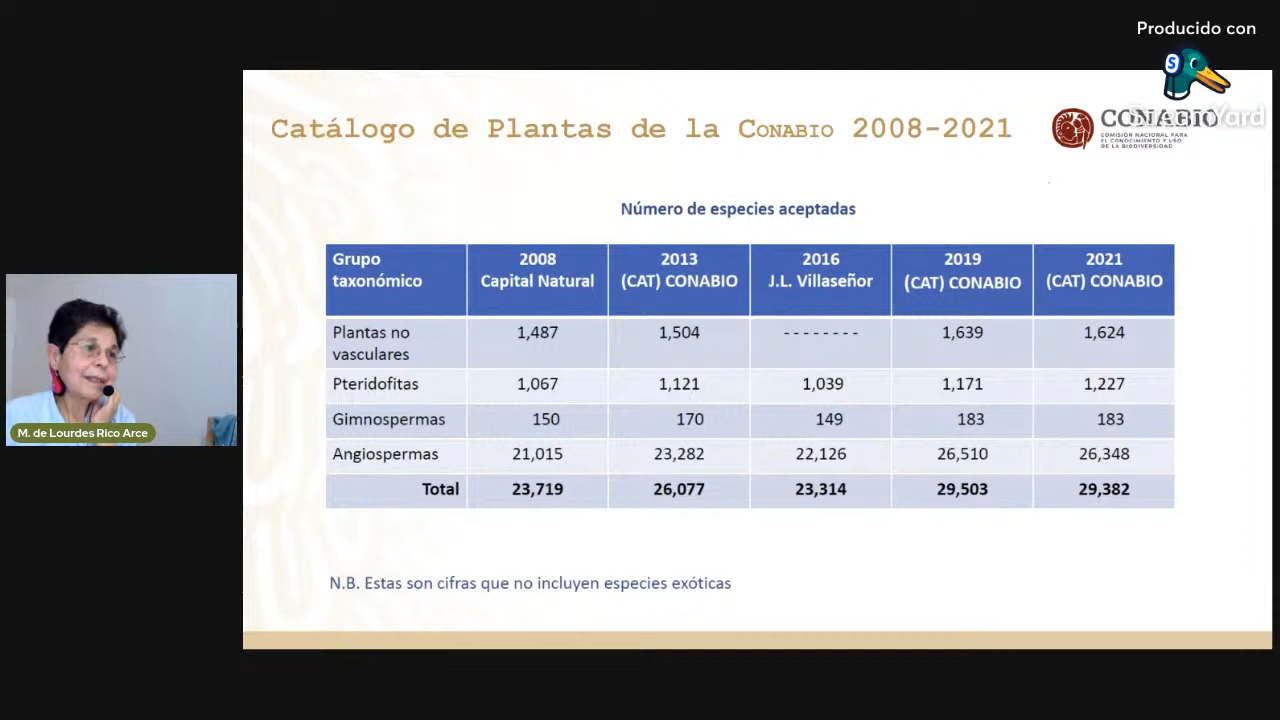 Producido con
S
StreamYard
Catálogo de Plantas de la CONABIO 2008-2021
CONABIO
COMISIÓN NACIONAL PARA
EL CONOCIMIENTO Y USO
DE LA BIODIVERSIDAD
Número de especies aceptadas
Grupo taxonómico 2008 Capital Natural 2013 (CAT) CONABIO 2016 J.L. Villaseñor 2019 (CAT) CONABIO 2021 (CAT) CONABIO
Plantas no vasculares 1,487 1,504 -------- 1,639 1,624
Pteridofitas 1,067 1,121 1,039 1,171 1,227
Gimnospermas 150 170 149 183 183
Angiospermas 21,015 23,282 22,126 26,510 26,348
Total 23,719 26,077 23,314 29,503 29,382
N.B. Estas son cifras que no incluyen especies exóticas
M. de Lourdes Rico Arce